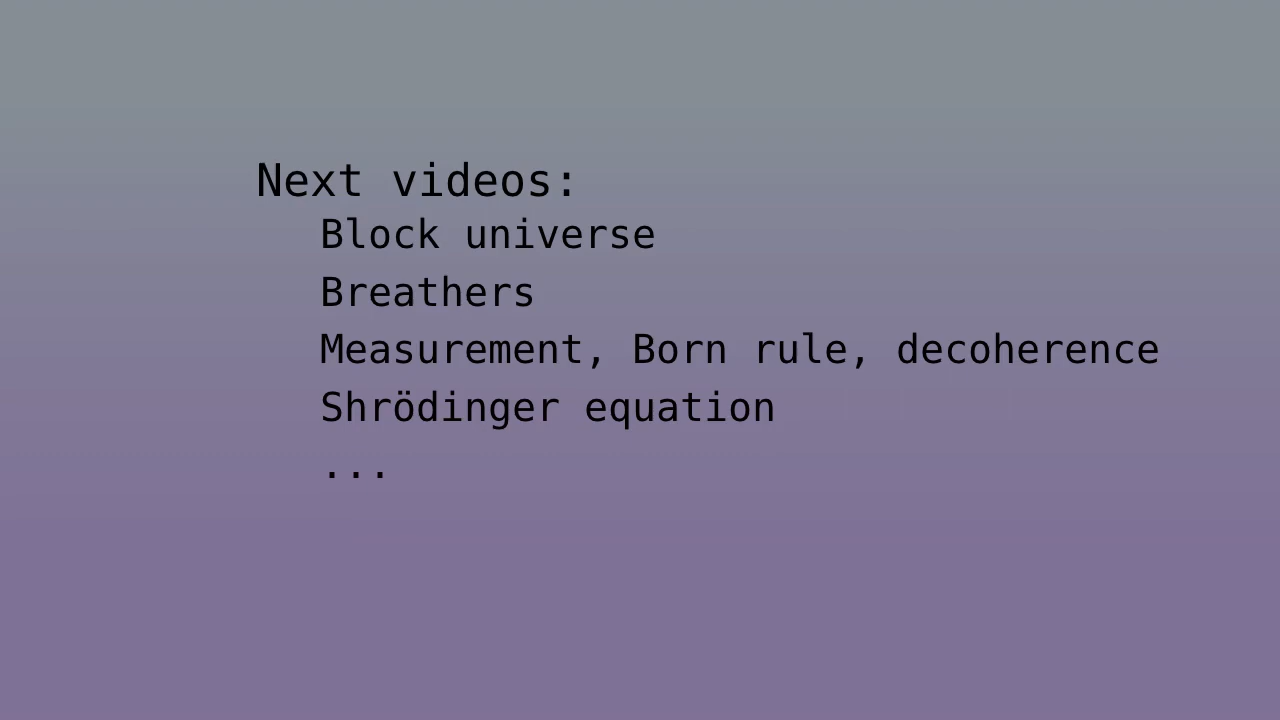 Next videos:
Block universe
Breathers
Measurement, Born rule, decoherence
Shrödinger equation
...